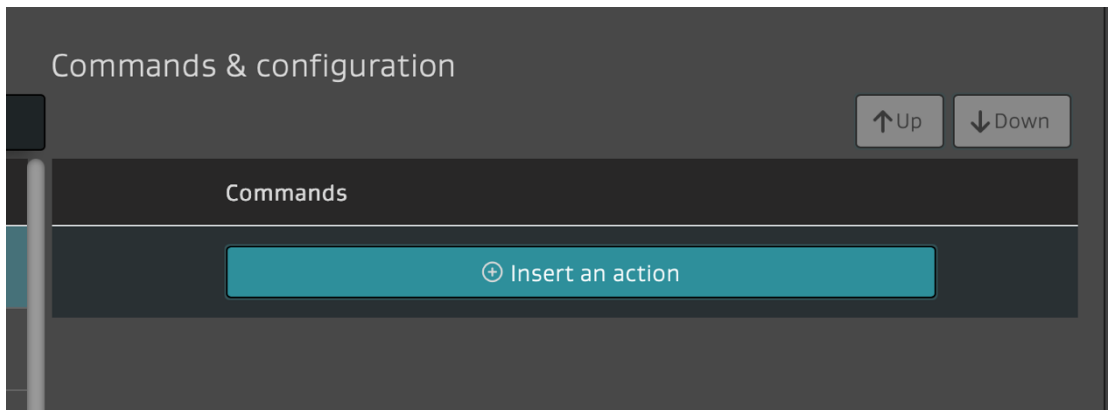 Commands & configuration
Up
Down
Commands
Insert an action